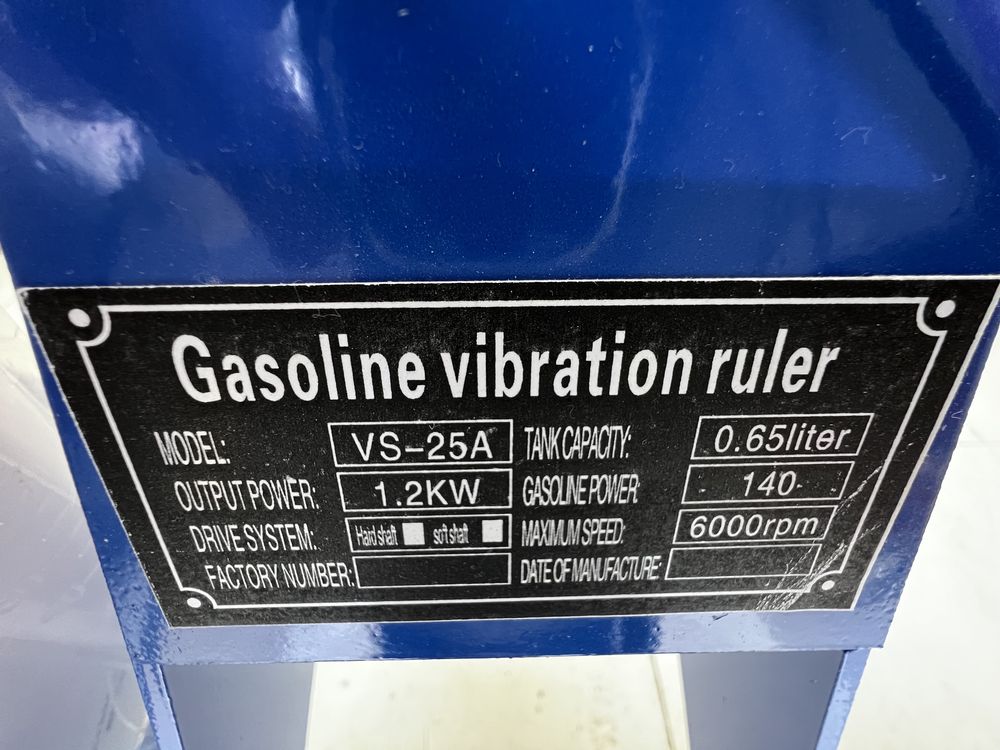 Gasoline vibration ruler
MODEL: VS-25A TANK CAPACITY: 0.65liter
OUTPUT POWER: 1.2KW GASOLINE POWER 140
DRIVE SYSTEM: Hard shaft soft shaft MAXIMUM SPEED: 6000rpm
FACTORY NUMBER: DATE OF MANUFACTURE: